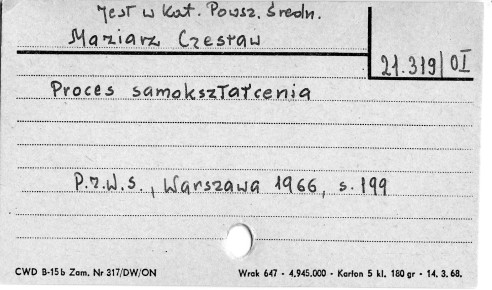 Jest w Kat. Powsz. Średn.
Maziarz Czesław
21.319/OI
Proces samokształcenia
P.Z.W.S., Warszawa 1966, s. 199
CWD B-15b Zam. Nr 317/DW/ON Wrak 647 - 4.945.000 - Karton 5 kl. 180 gr - 14. 3. 68.